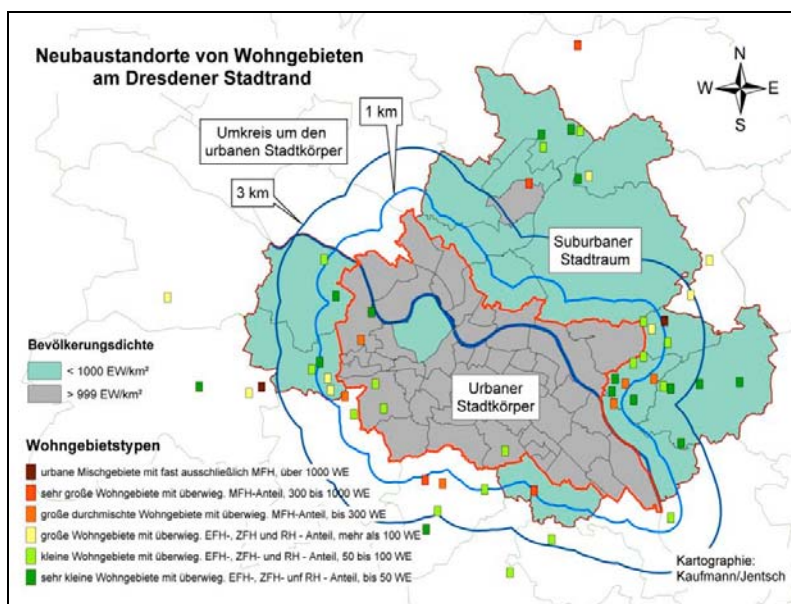 Neubaustandorte von Wohngebieten
am Dresdener Stadtrand
N
W E
S
1 km
Umkreis um den
urbanen Stadtkörper
3 km
Suburbaner
Stadtraum
Bevölkerungsdichte
< 1000 EW/km²
> 999 EW/km²
Urbaner
Stadtkörper
Wohngebietstypen
urbane Mischgebiete mit fast ausschließlich MFH, über 1000 WE
sehr große Wohngebiete mit überwieg. MFH-Anteil, 300 bis 1000 WE
große durchmischte Wohngebiete mit überwieg. MFH-Anteil, bis 300 WE
große Wohngebiete mit überwieg. EFH-, ZFH und RH - Anteil, mehr als 100 WE
kleine Wohngebiete mit überwieg. EFH-, ZFH- und RH - Anteil, 50 bis 100 WE
sehr kleine Wohngebiete mit überwieg. EFH-, ZFH- unf RH - Anteil, bis 50 WE
Kartographie:
Kaufmann/Jentsch